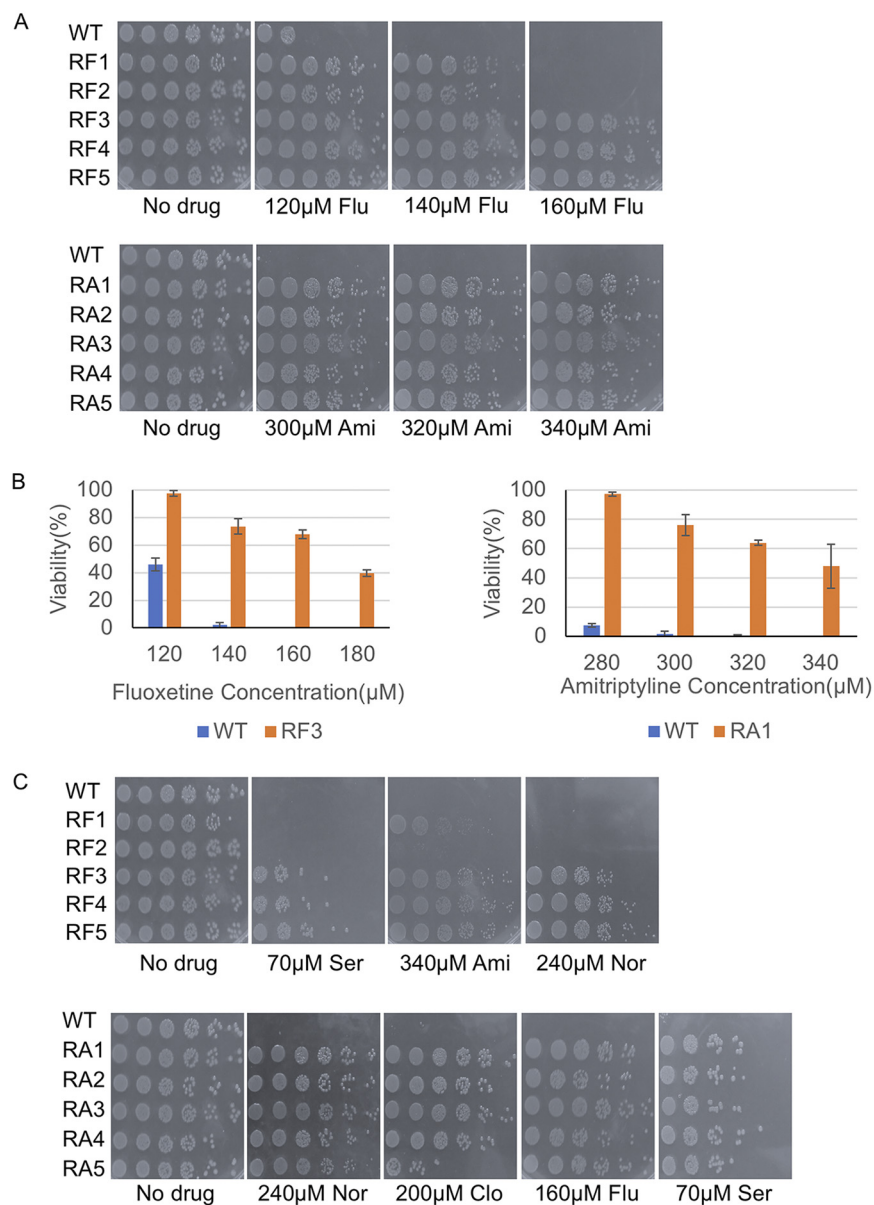 A
WT
RF1
RF2
RF3
RF4
RF5
No drug 120µM Flu 140µM Flu 160µM Flu
WT
RA1
RA2
RA3
RA4
RA5
No drug 300µM Ami 320µM Ami 340µM Ami
B
Viability(%)
100
80
60
40
20
0
120 140 160 180
Fluoxetine Concentration(µM)
WT RF3
Viability(%)
100
80
60
40
20
0
280 300 320 340
Amitriptyline Concentration(µM)
WT RA1
C
WT
RF1
RF2
RF3
RF4
RF5
No drug 70µM Ser 340µM Ami 240µM Nor
WT
RA1
RA2
RA3
RA4
RA5
No drug 240µM Nor 200µM Clo 160µM Flu 70µM Ser